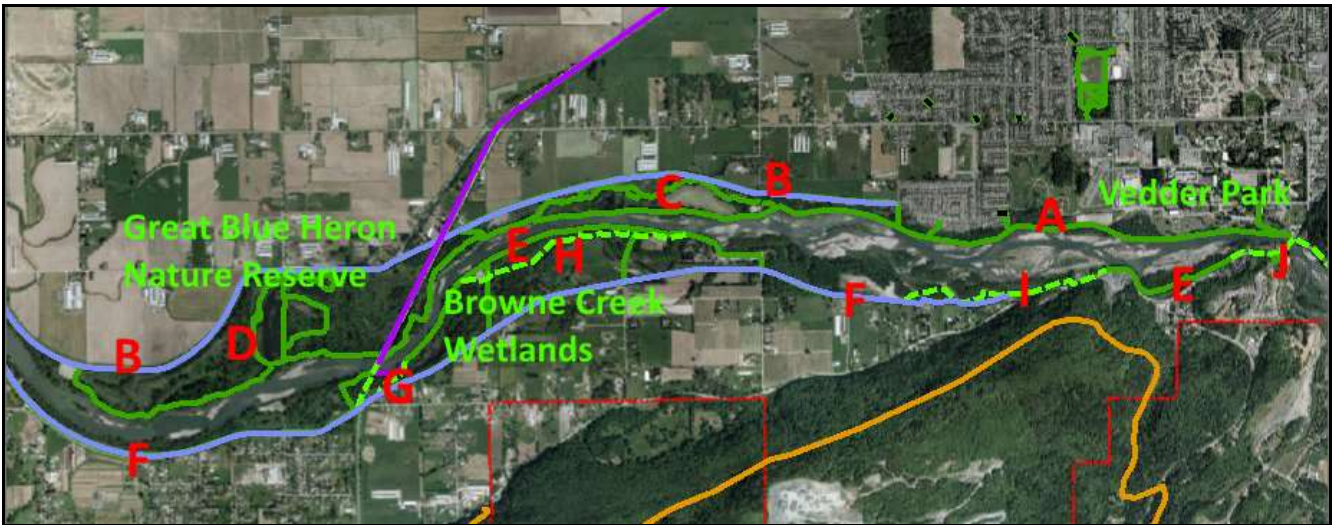 Vedder Park
B
C
A
Great Blue Heron
Nature Reserve
E
H
J
I
E
Browne Creek
Wetlands
F
B
D
G
F